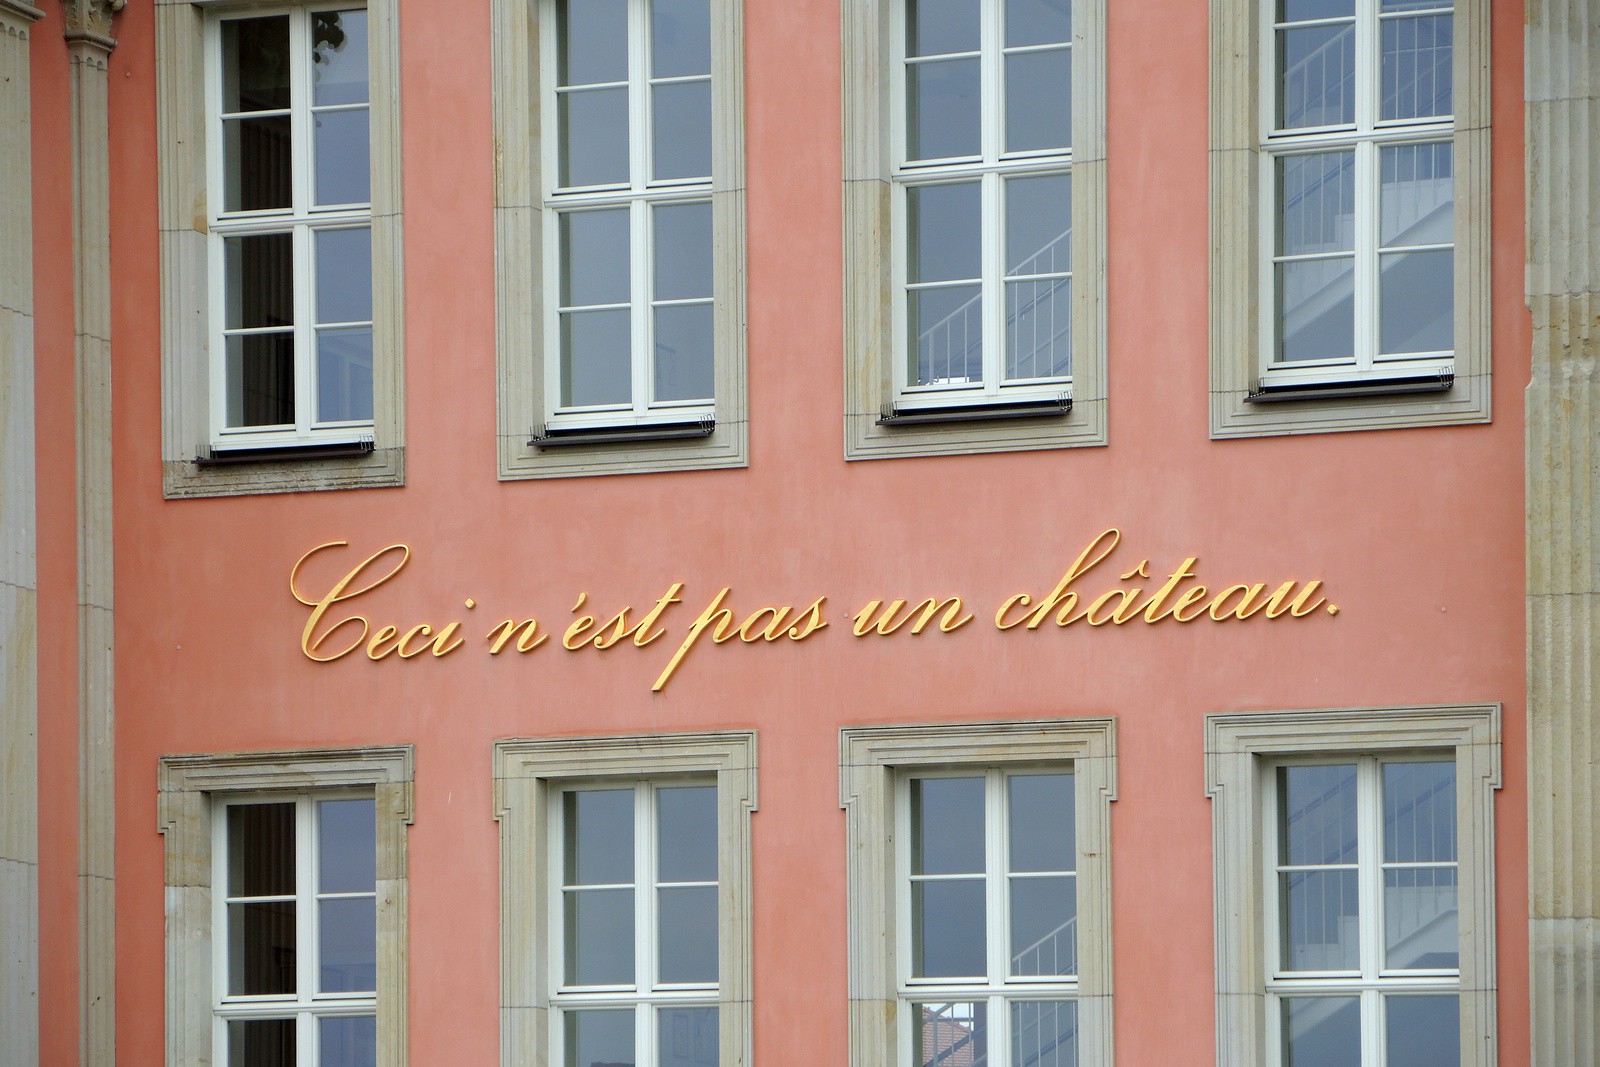 Ceci n'est pas un château.